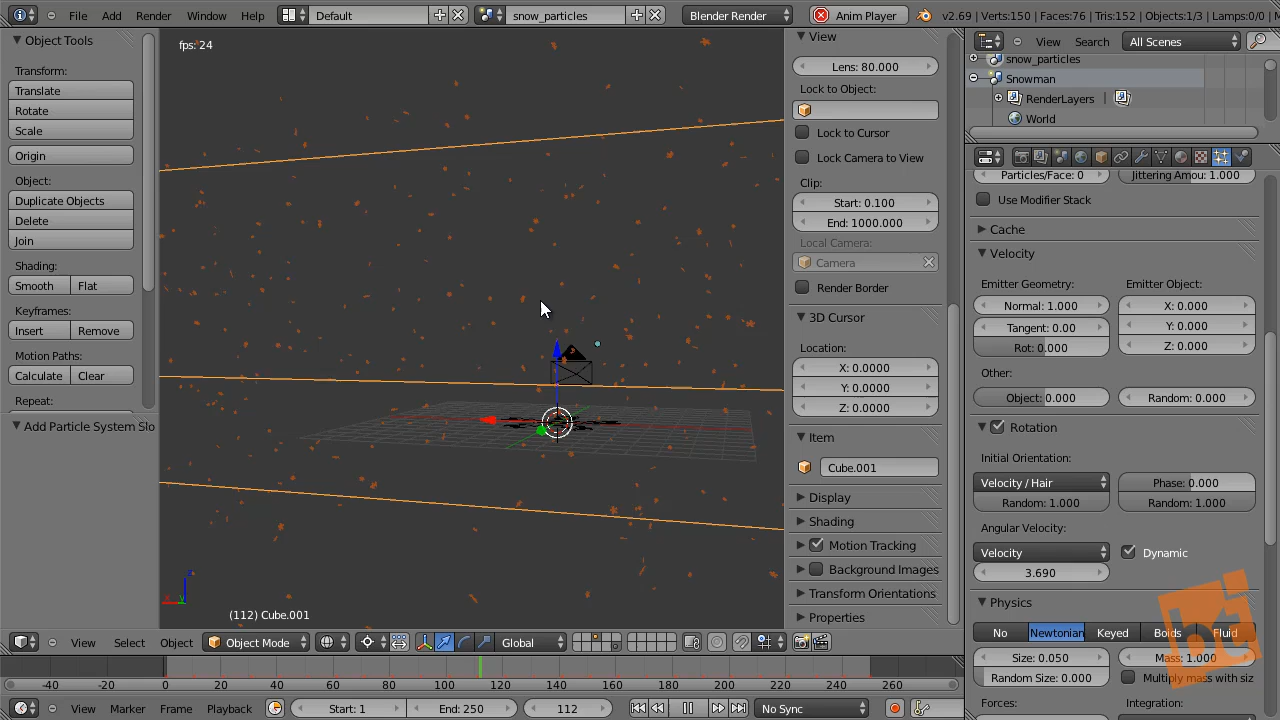 File Add Render Window Help Default snow_particles Blender Render Anim Player v2.69 | Verts:150 | Faces:76 | Tris:152 | Objects:1/3 | Lamps:0/0 |
Object Tools
Transform:
Translate
Rotate
Scale
Origin
Object:
Duplicate Objects
Delete
Join
Shading:
Smooth Flat
Keyframes:
Insert Remove
Motion Paths:
Calculate Clear
Repeat:
Add Particle System Slo
fps: 24
(112) Cube.001
View
Lens: 80.000
Lock to Object:
Lock to Cursor
Lock Camera to View
Clip:
Start: 0.100
End: 1000.000
Local Camera:
Camera
Render Border
3D Cursor
Location:
X: 0.0000
Y: 0.0000
Z: 0.0000
Item
Cube.001
Display
Shading
Motion Tracking
Background Images
Transform Orientations
Properties
View Search All Scenes
snow_particles
Snowman
RenderLayers |
World
Particles/Face: 0 Jittering Amou: 1.000
Use Modifier Stack
Cache
Velocity
Emitter Geometry: Emitter Object:
Normal: 1.000 X: 0.000
Tangent: 0.00 Y: 0.000
Rot: 0.000 Z: 0.000
Other:
Object: 0.000 Random: 0.000
Rotation
Initial Orientation:
Velocity / Hair Phase: 0.000
Random: 1.000 Random: 1.000
Angular Velocity:
Velocity Dynamic
3.690
Physics
No Newtonian Keyed Boids Fluid
Size: 0.050 Mass: 1.000
Random Size: 0.000 Multiply mass with siz
Forces: Integration:
View Select Object Object Mode Global
-40 -20 0 20 40 60 80 100 120 140 160 180 200 220 240 260
View Marker Frame Playback Start: 1 End: 250 112 No Sync